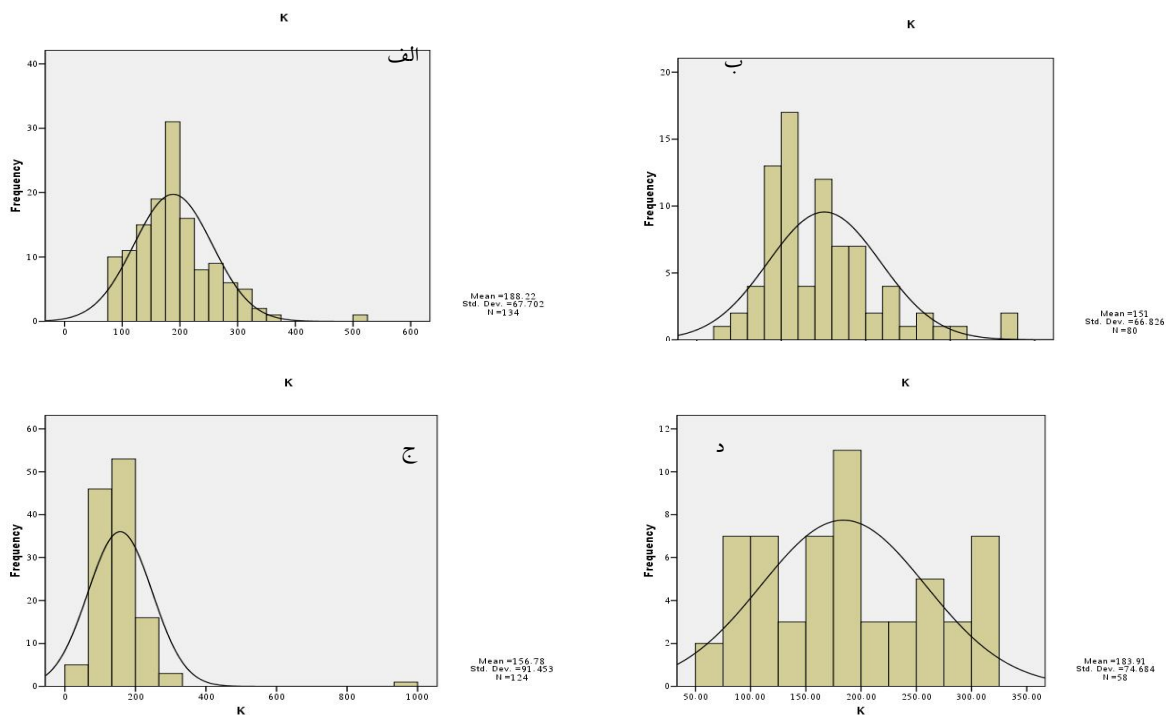 K
الف
40
30
20
10
0
Frequency
0 100 200 300 400 500 600
Mean =188.22
Std. Dev. =67.702
N =134
K
ب
20
15
10
5
0
Frequency
Mean =151
Std. Dev. =66.826
N =80
K
ج
60
50
40
30
20
10
0
Frequency
0 200 400 600 800 1000
K
Mean =156.78
Std. Dev. =91.453
N =124
K
د
12
10
8
6
4
2
0
Frequency
50.00 100.00 150.00 200.00 250.00 300.00 350.00
K
Mean =183.91
Std. Dev. =74.684
N =58